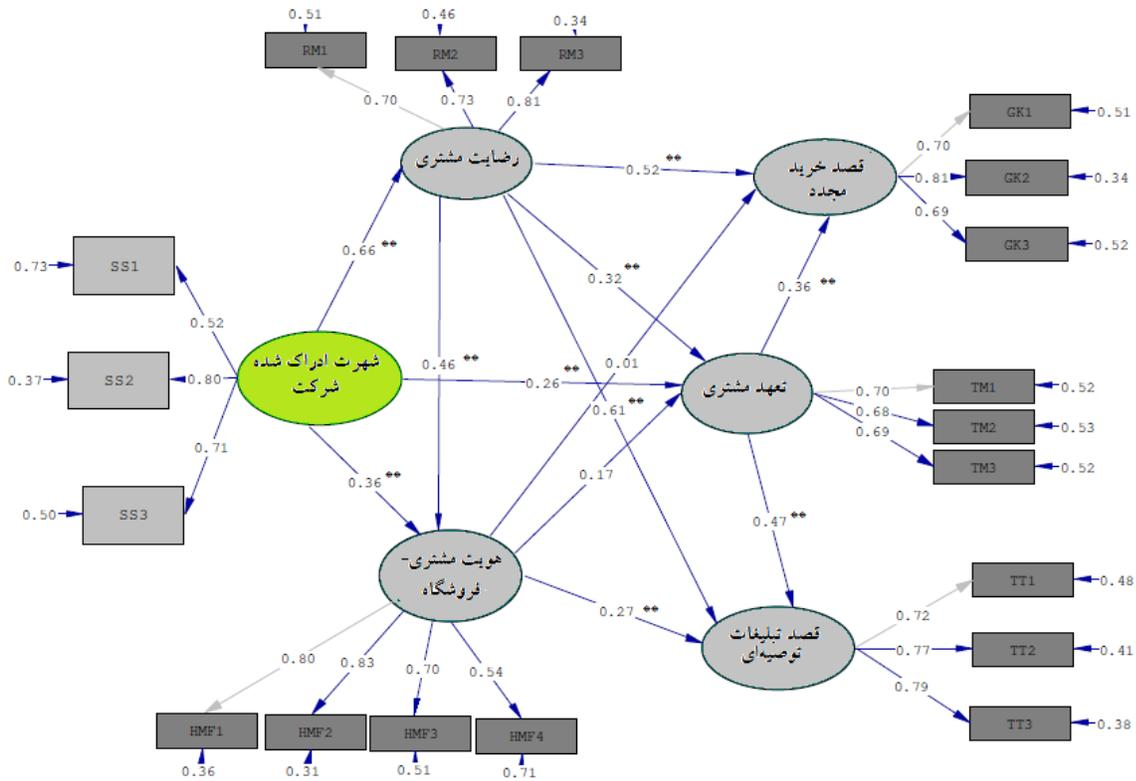 0.51
0.46
0.34
RM1
RM2
RM3
0.70
0.73
0.81
رضایت مشتری
0.52 **
قصد خرید
مجدد
GK1
0.51
0.70
GK2
0.34
0.81
GK3
0.52
0.69
0.66 **
0.32 **
0.36 **
0.73
SS1
0.52
0.37
SS2
0.80
0.50
SS3
0.71
شهرت ادراک شده
شرکت
0.46 **
0.26 **
0.01
0.61 **
تعهد مشتری
0.70
TM1
0.52
0.68
TM2
0.53
0.69
TM3
0.52
0.36 **
0.17
0.47 **
هویت مشتری-
فروشگاه
0.27 **
قصد تبلیغات
توصیه‌ای
TT1
0.48
0.72
TT2
0.41
0.77
TT3
0.38
0.79
0.80
0.83
0.70
0.54
HMF1
HMF2
HMF3
HMF4
0.36
0.31
0.51
0.71